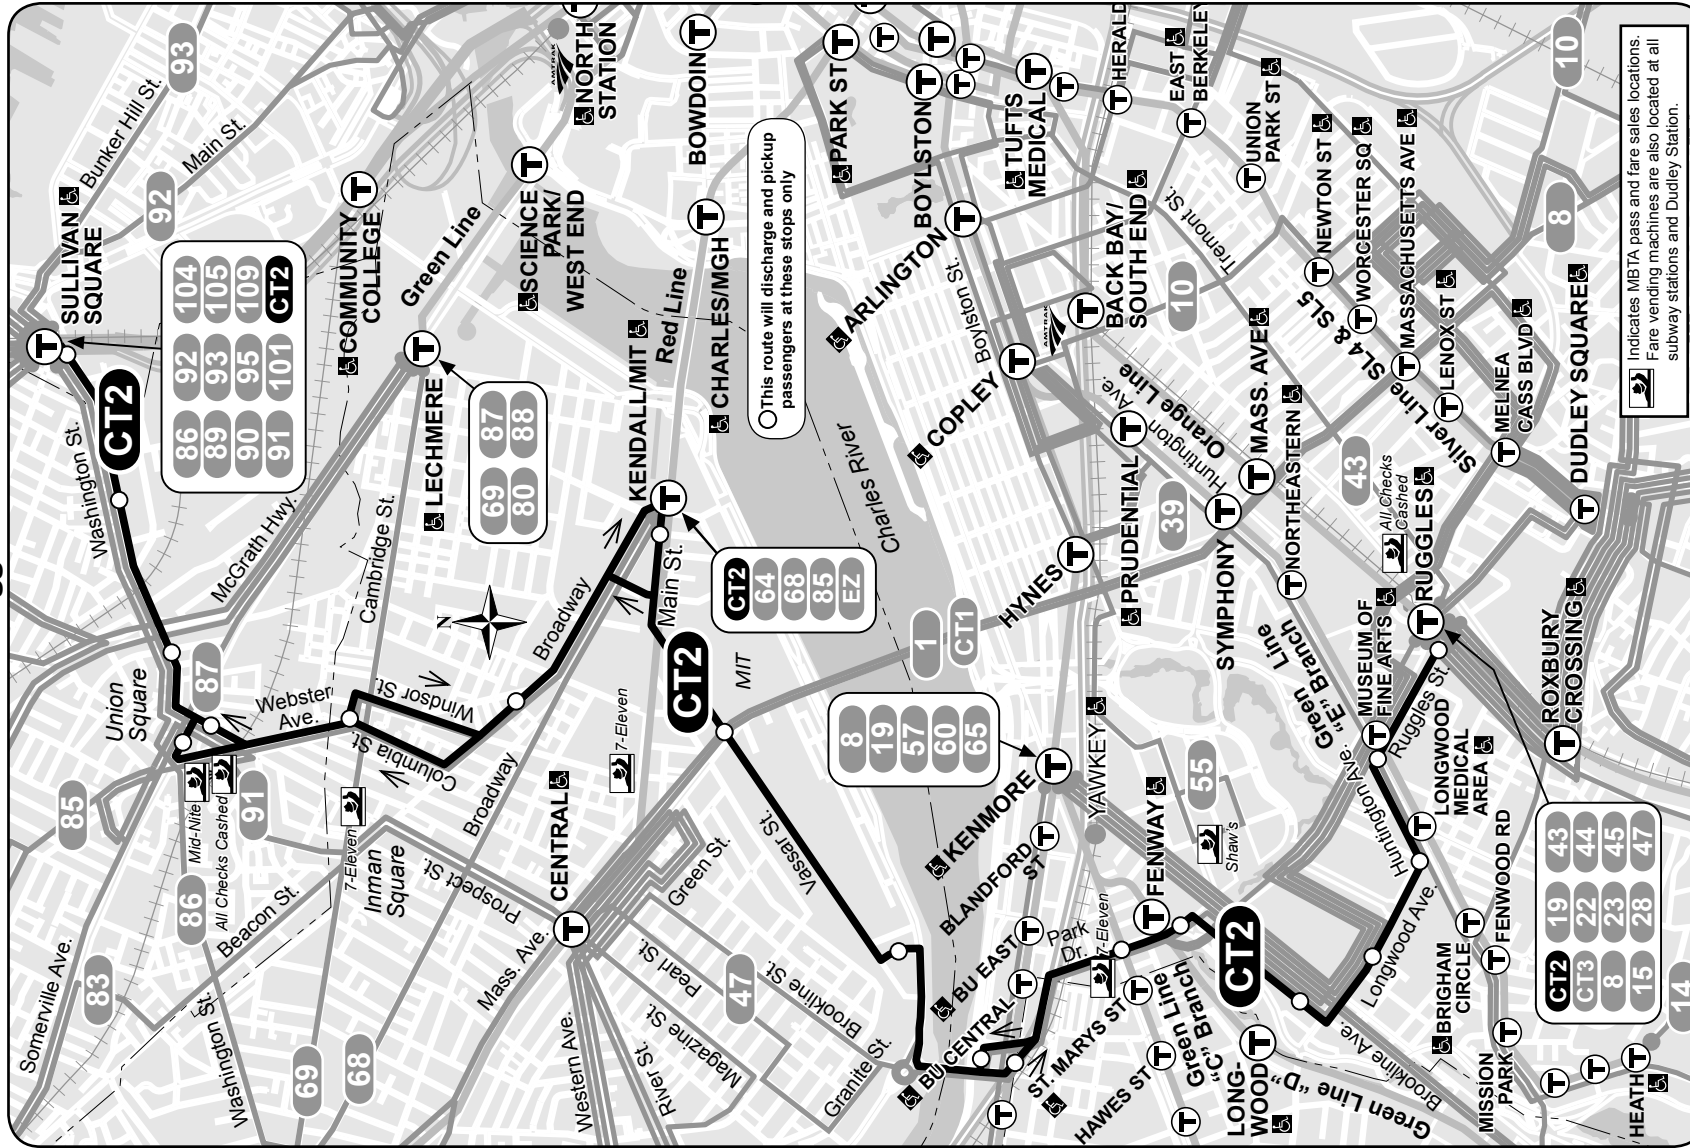 SULLIVAN
SQUARE
Bunker Hill St.
93
Main St.
92
CT2
Washington St.
86 92 104
89 93 105
90 95 109
91 101 CT2
COMMUNITY
COLLEGE
Green Line
SCIENCE
PARK/
WEST END
AMTRAK
NORTH
STATION
BOWDOIN
LECHMERE
69 87
80 88
McGrath Hwy.
Cambridge St.
KENDALL/MIT
Red Line
CHARLES/MGH
This route will discharge and pickup
passengers at these stops only
PARK ST
BOYLSTON
TUFTS
MEDICAL
HERALD
EAST
BERKELEY
UNION
PARK ST
NEWTON ST
WORCESTER SQ
MASSACHUSETTS AVE
LENOX ST
MELNEA
CASS BLVD
DUDLEY SQUARE
10
8
Indicates MBTA pass and fare sales locations.
Fare vending machines are also located at all
subway stations and Dudley Station.
ARLINGTON
Boylston St.
BACK BAY/
SOUTH END
AMTRAK
Tremont St.
10
COPLEY
Charles River
Silver Line SL4 & SL5
Orange Line
Huntington Ave.
PRUDENTIAL
MASS. AVE
NORTHEASTERN
SYMPHONY
39
43
All Checks
Cashed
RUGGLES
ROXBURY
CROSSING
HYNES
1
CT1
Union
Square
87
Webster
Ave.
Windsor St.
Columbia St.
Broadway
Main St.
N
CT2
64
68
85
EZ
CT2
MIT
7-Eleven
CENTRAL
Broadway
85
Mid-Nite
All Checks Cashed
91
86
Beacon St.
7-Eleven
Inman
Square
Prospect St.
Somerville Ave.
83
Washington St.
69
68
Mass. Ave.
Western Ave.
River St.
Magazine St.
Pearl St.
47
Green St.
Brookline St.
Granite St.
Vassar St.
8
19
57
60
65
KENMORE
BLANDFORD
ST
YAWKEY
BU EAST
BU CENTRAL
Park
Dr.
7-Eleven
FENWAY
55
Shaw's
ST. MARYS ST
HAWES ST
Green Line
"C" Branch
LONG-
WOOD
Green Line "D"
CT2
Green Line
"E" Branch
MUSEUM OF
FINE ARTS
Ruggles St.
Huntington Ave.
LONGWOOD
MEDICAL
AREA
Longwood Ave.
Brookline Ave.
FENWOOD RD
BRIGHAM
CIRCLE
MISSION
PARK
HEATH
14
CT2 19 43
CT3 22 44
8 23 45
15 28 47